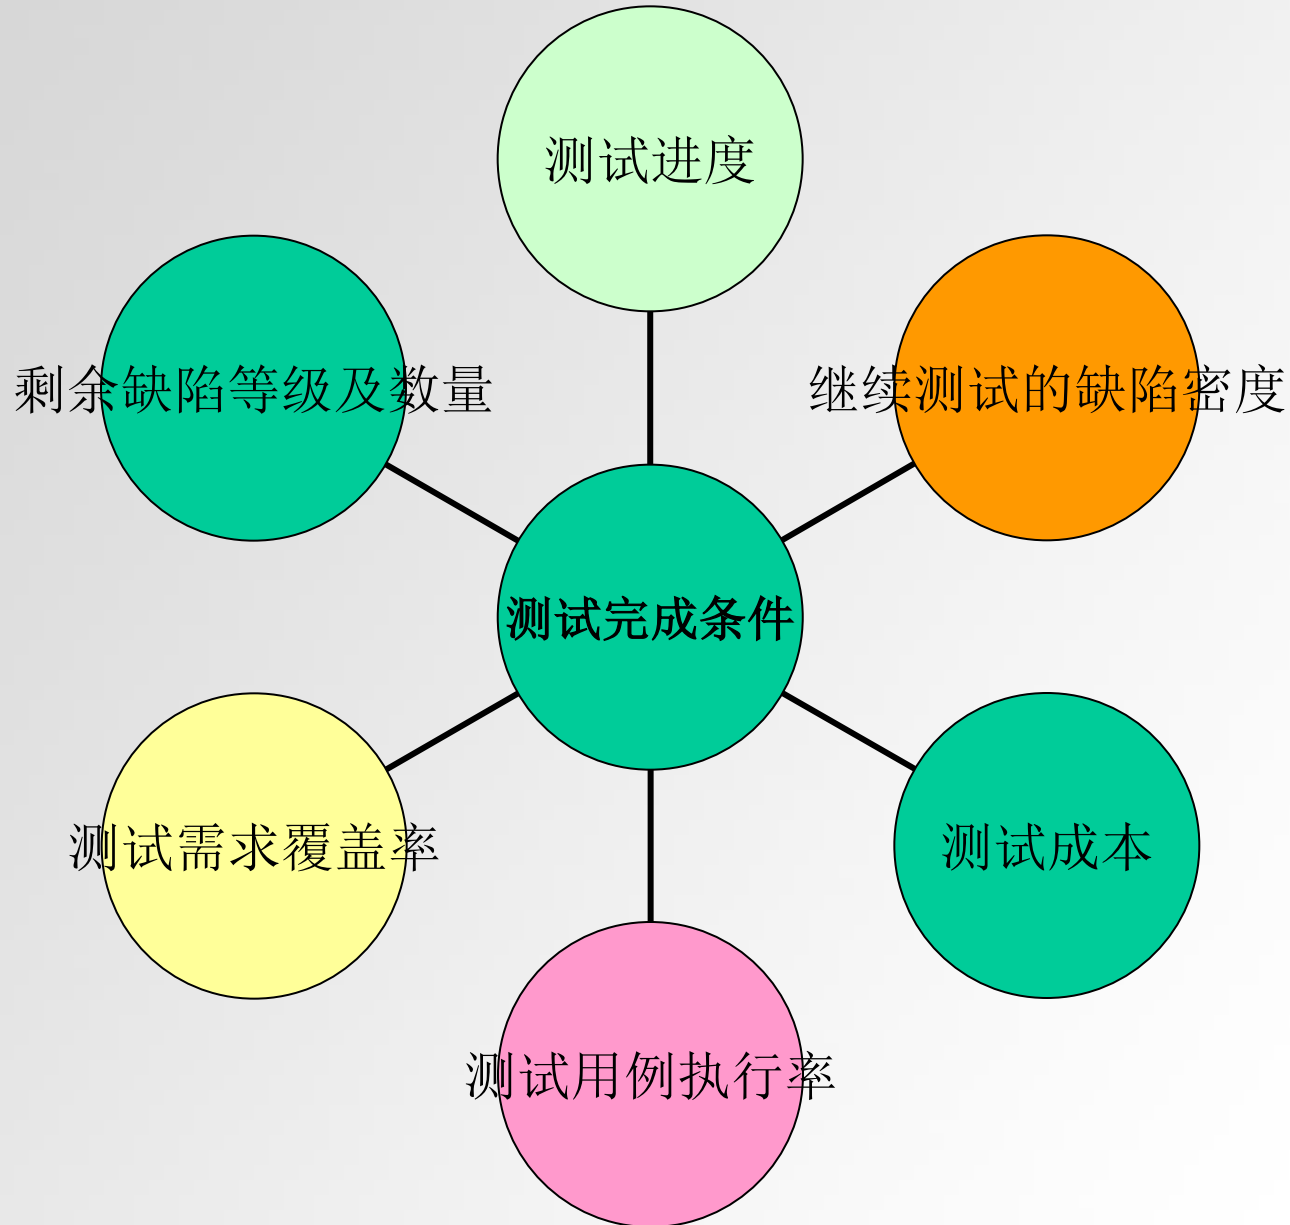 测试进度
剩余缺陷等级及数量
继续测试的缺陷密度
测试完成条件
测试需求覆盖率
测试成本
测试用例执行率